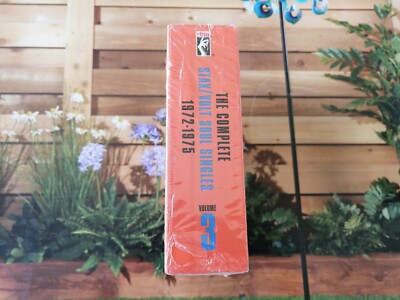 THE COMPLETE
STAX/VOLT SOUL SINGLES
1972-1975
VOLUME
3